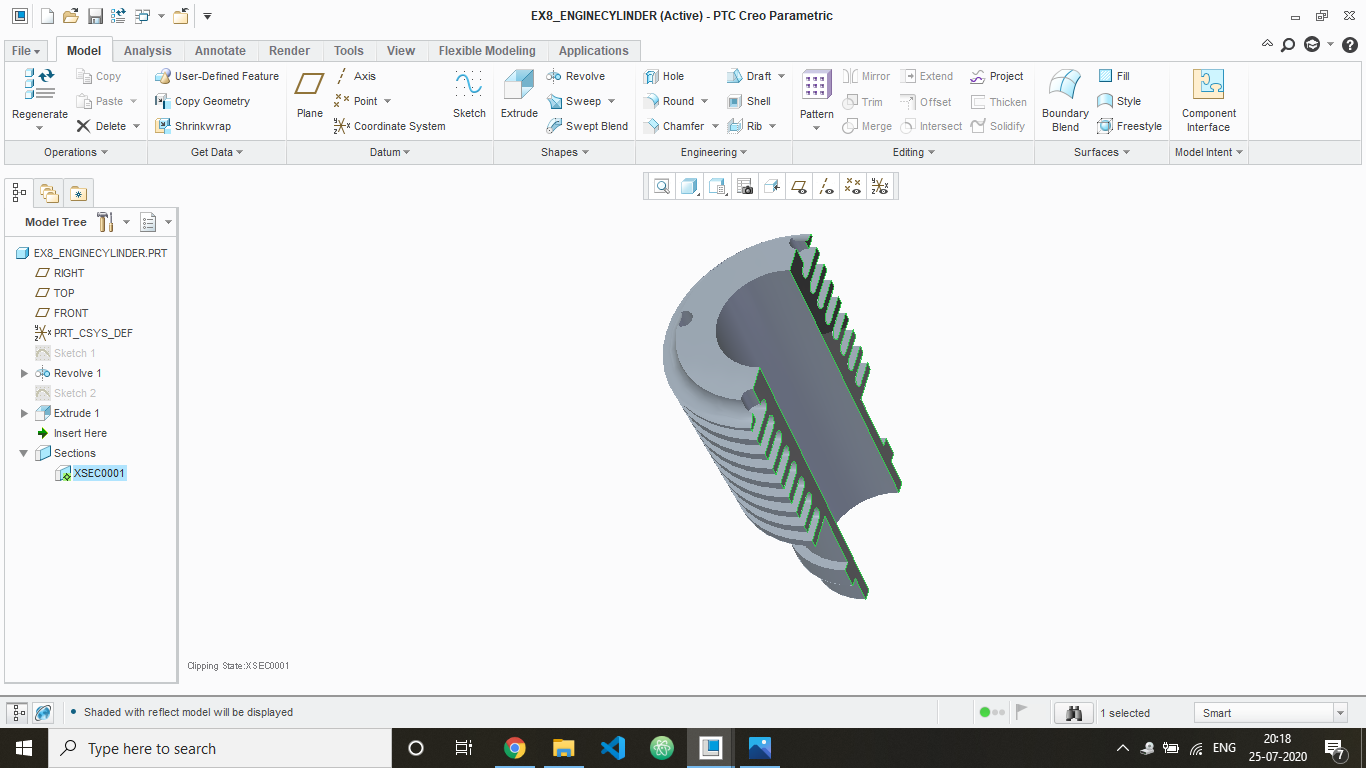 EX8_ENGINECYLINDER (Active) - PTC Creo Parametric
File Model Analysis Annotate Render Tools View Flexible Modeling Applications
Regenerate
Copy
Paste
Delete
User-Defined Feature
Copy Geometry
Shrinkwrap
Plane
Axis
Point
Coordinate System
Sketch
Extrude
Revolve
Sweep
Swept Blend
Hole
Round
Chamfer
Draft
Shell
Rib
Pattern
Mirror
Trim
Merge
Extend
Offset
Intersect
Project
Thicken
Solidify
Boundary
Blend
Fill
Style
Freestyle
Component
Interface
Operations Get Data Datum Shapes Engineering Editing Surfaces Model Intent
Model Tree
EX8_ENGINECYLINDER.PRT
RIGHT
TOP
FRONT
PRT_CSYS_DEF
Sketch 1
Revolve 1
Sketch 2
Extrude 1
Insert Here
Sections
XSEC0001
Clipping State:XSEC0001
Shaded with reflect model will be displayed
1 selected
Smart
Type here to search
ENG
20:18
25-07-2020
7